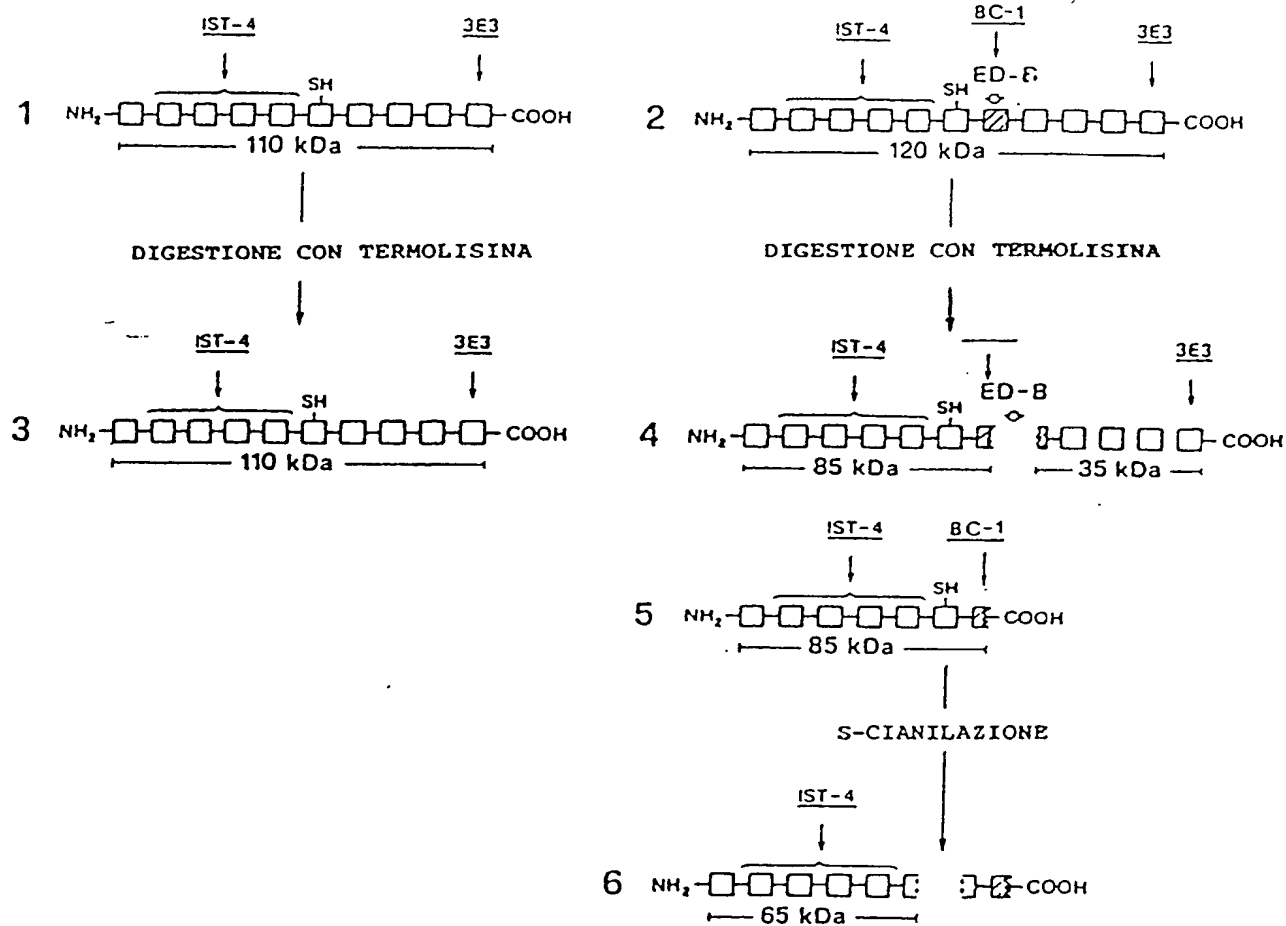 IST-4
3E3
SH
1 NH₂ COOH
110 kDa
DIGESTIONE CON TERMOLISINA
IST-4
3E3
SH
3 NH₂ COOH
110 kDa
BC-1
IST-4
3E3
ED-B
SH
2 NH₂ COOH
120 kDa
DIGESTIONE CON TERMOLISINA
IST-4
3E3
ED-B
SH
4 NH₂ COOH
85 kDa
35 kDa
IST-4
BC-1
SH
5 NH₂ COOH
85 kDa
S-CIANILAZIONE
IST-4
6 NH₂ COOH
65 kDa